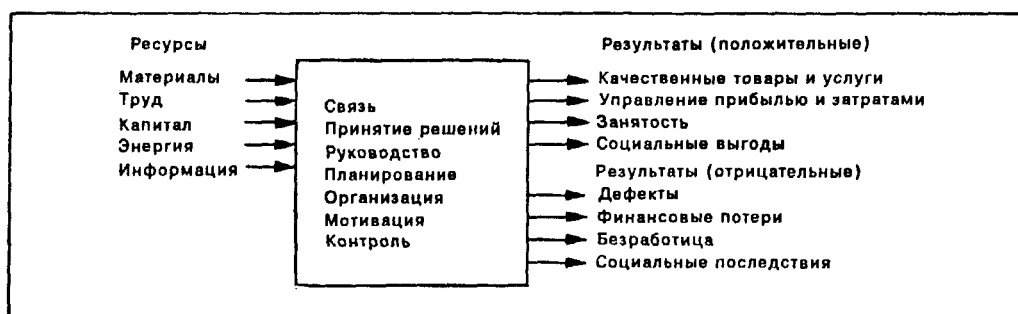 Ресурсы
Материалы
Труд
Капитал
Энергия
Информация
Связь
Принятие решений
Руководство
Планирование
Организация
Мотивация
Контроль
Результаты (положительные)
Качественные товары и услуги
Управление прибылью и затратами
Занятость
Социальные выгоды
Результаты (отрицательные)
Дефекты
Финансовые потери
Безработица
Социальные последствия